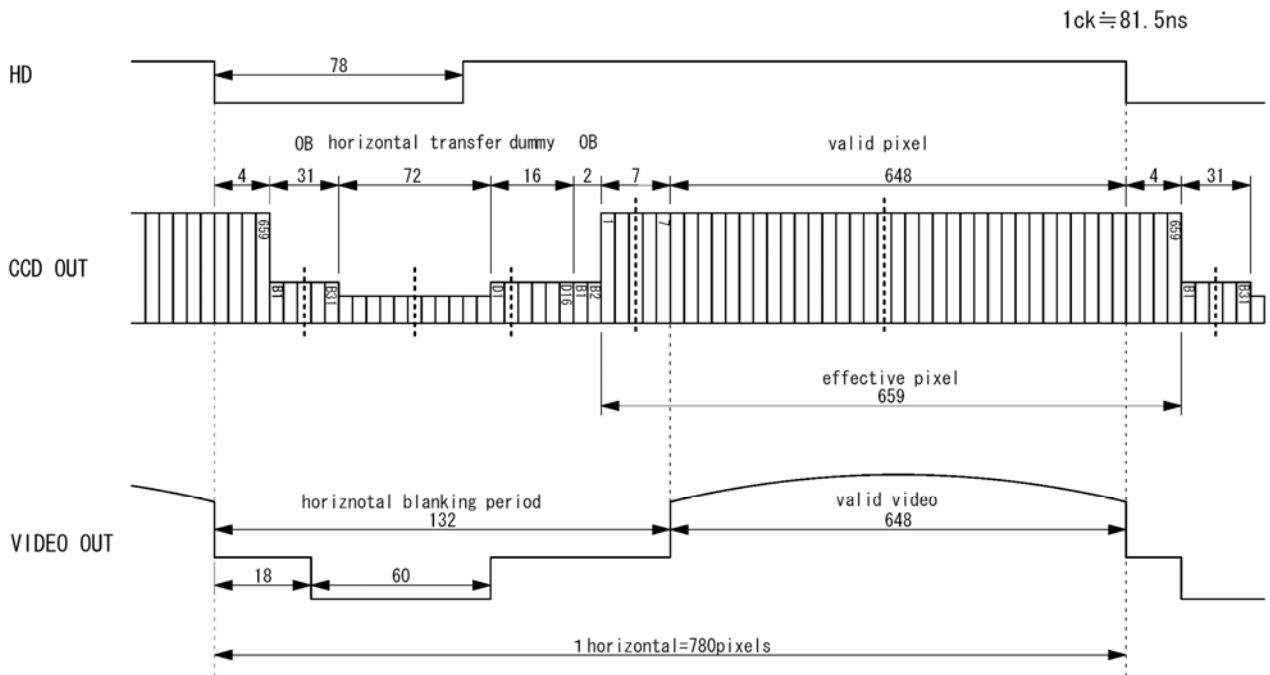 1ck≒81.5ns
HD
78
OB horizontal transfer dummy OB valid pixel
4 31 72 16 2 7 648 4 31
CCD OUT
659 B1 B31 D1 D16 B1 B2 1 7 659 B1 B31
effective pixel
659
horiznotal blanking period
132
valid video
648
VIDEO OUT
18 60
1 horizontal=780pixels